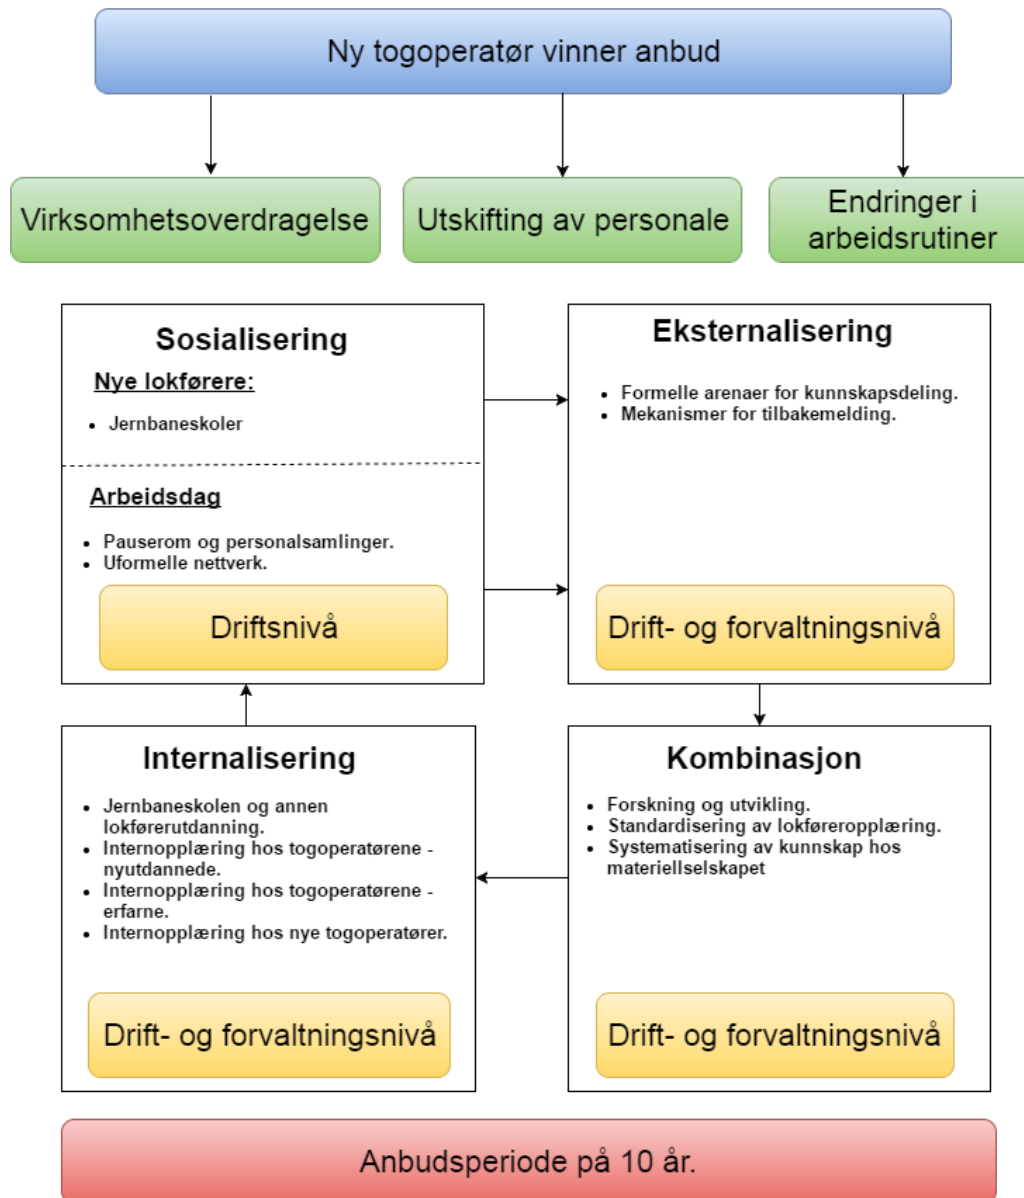 Ny togoperatør vinner anbud
Virksomhetsoverdragelse
Utskifting av personale
Endringer i
arbeidsrutiner
Sosialisering
Nye lokførere:
Jernbaneskoler
Arbeidsdag
Pauserom og personalsamlinger.
Uformelle nettverk.
Driftsnivå
Eksternalisering
Formelle arenaer for kunnskapsdeling.
Mekanismer for tilbakemelding.
Drift- og forvaltningsnivå
Internalisering
Jernbaneskolen og annen
lokførerutdanning.
Internopplæring hos togoperatørene -
nyutdannede.
Internopplæring hos togoperatørene -
erfarne.
Internopplæring hos nye togoperatører.
Drift- og forvaltningsnivå
Kombinasjon
Forskning og utvikling.
Standardisering av lokføreropplæring.
Systematisering av kunnskap hos
materiellselskapet
Drift- og forvaltningsnivå
Anbudsperiode på 10 år.